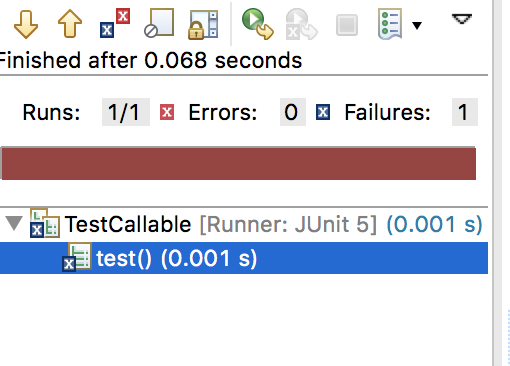 Finished after 0.068 seconds
Runs: 1/1 Errors: 0 Failures: 1
TestCallable [Runner: JUnit 5] (0.001 s)
test() (0.001 s)